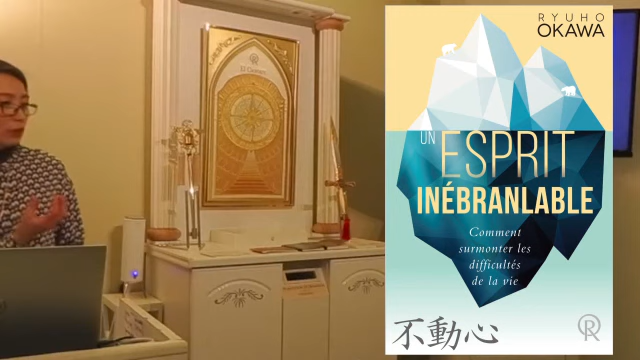 El Cantare
RYUHO
OKAWA
UN
ESPRIT
INÉBRANLABLE
Comment
surmonter les
difficultés
de la vie
不動心